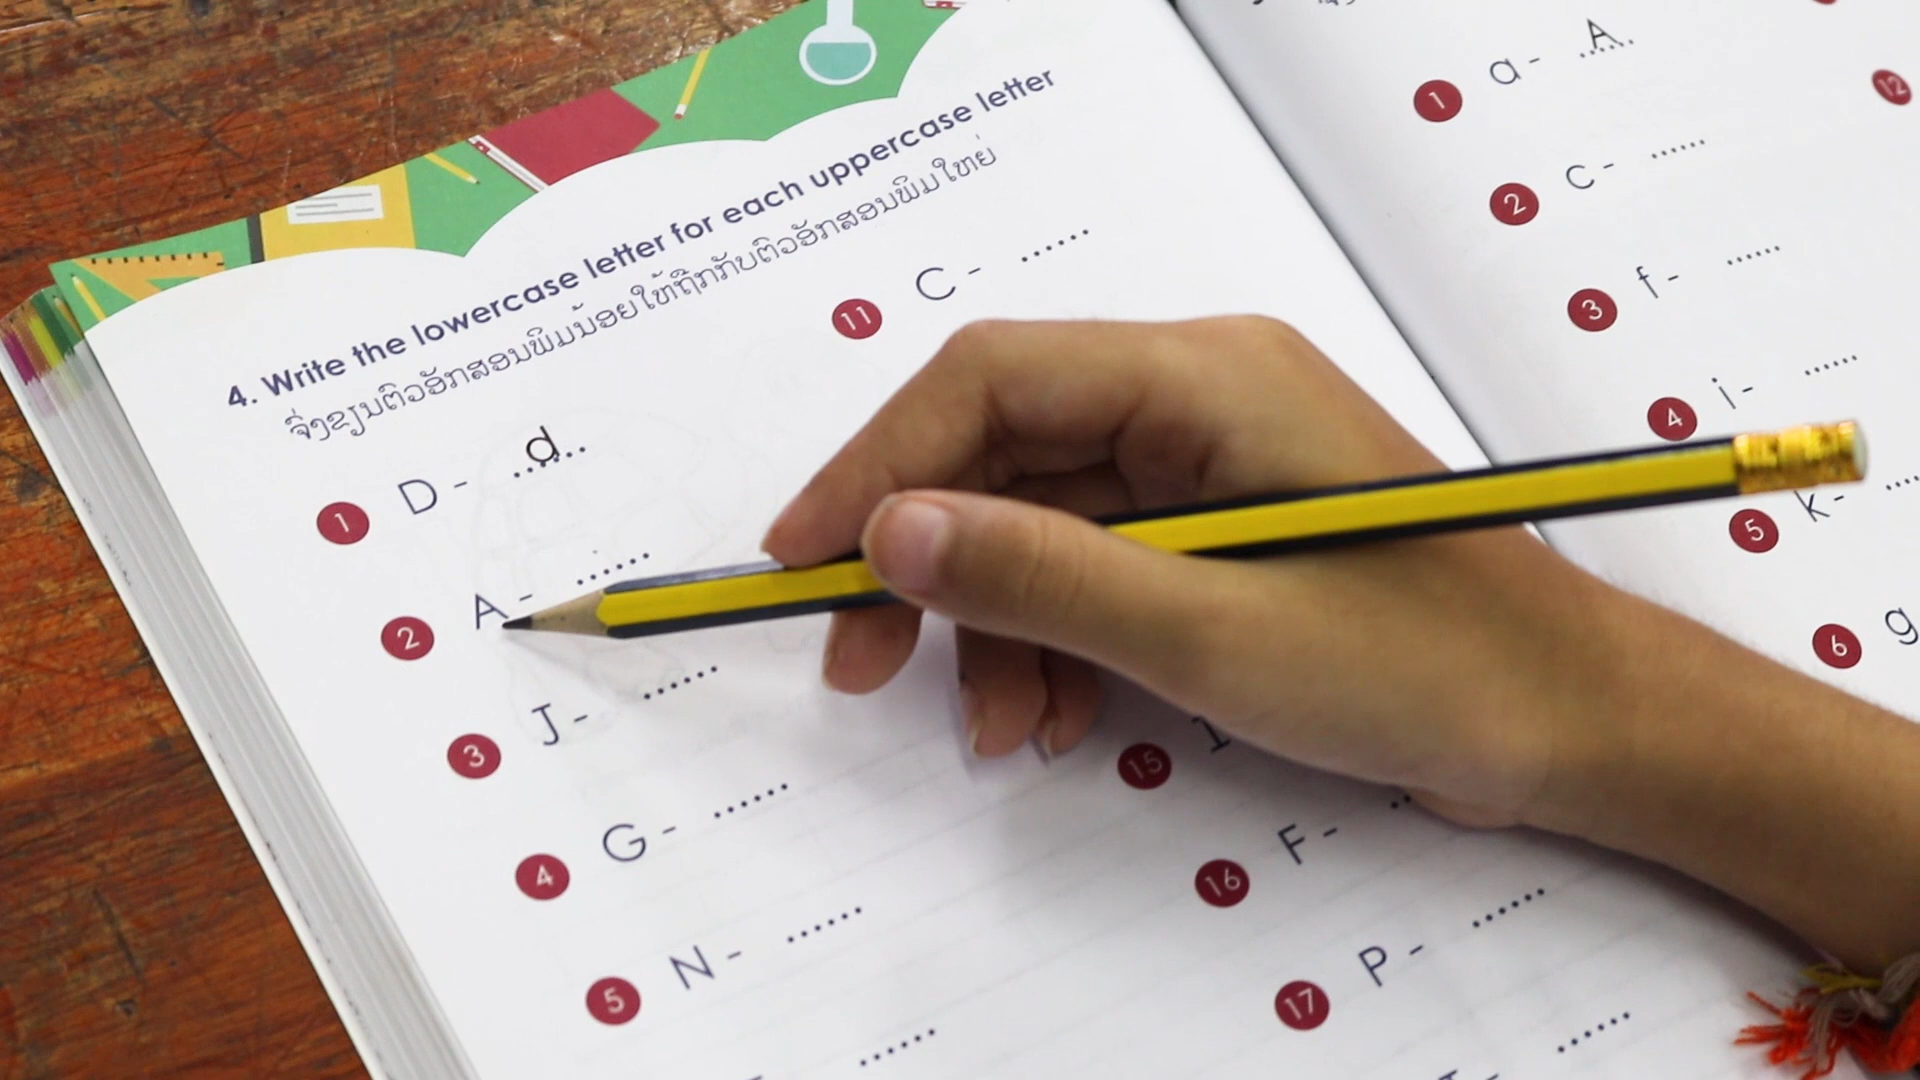 4. Write the lowercase letter for each uppercase letter
ຈົ່ງຂຽນຕົວອັກສອນພິມນ້ອຍໃຫ້ຖືກກັບຕົວອັກສອນພິມໃຫຍ່
1 D - ...d...
2 A - ......
3 J - ......
4 G - ......
5 N - ......
11 C - ......
15
16 F -
17 P - ......
1 a - ...A...
2 c - ......
3 f - ......
4 i - ......
5 k - ......
6 g
12